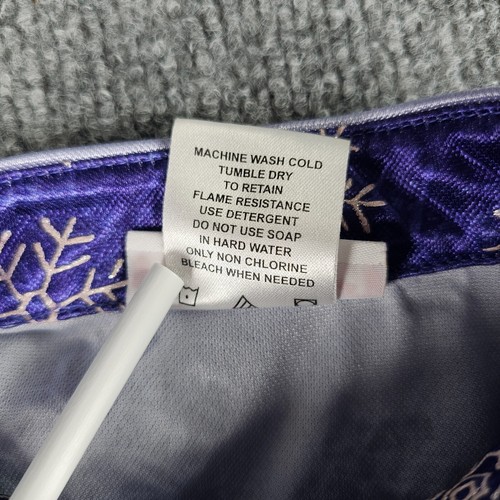 MACHINE WASH COLD
TUMBLE DRY
TO RETAIN
FLAME RESISTANCE
USE DETERGENT
DO NOT USE SOAP
IN HARD WATER
ONLY NON CHLORINE
BLEACH WHEN NEEDED